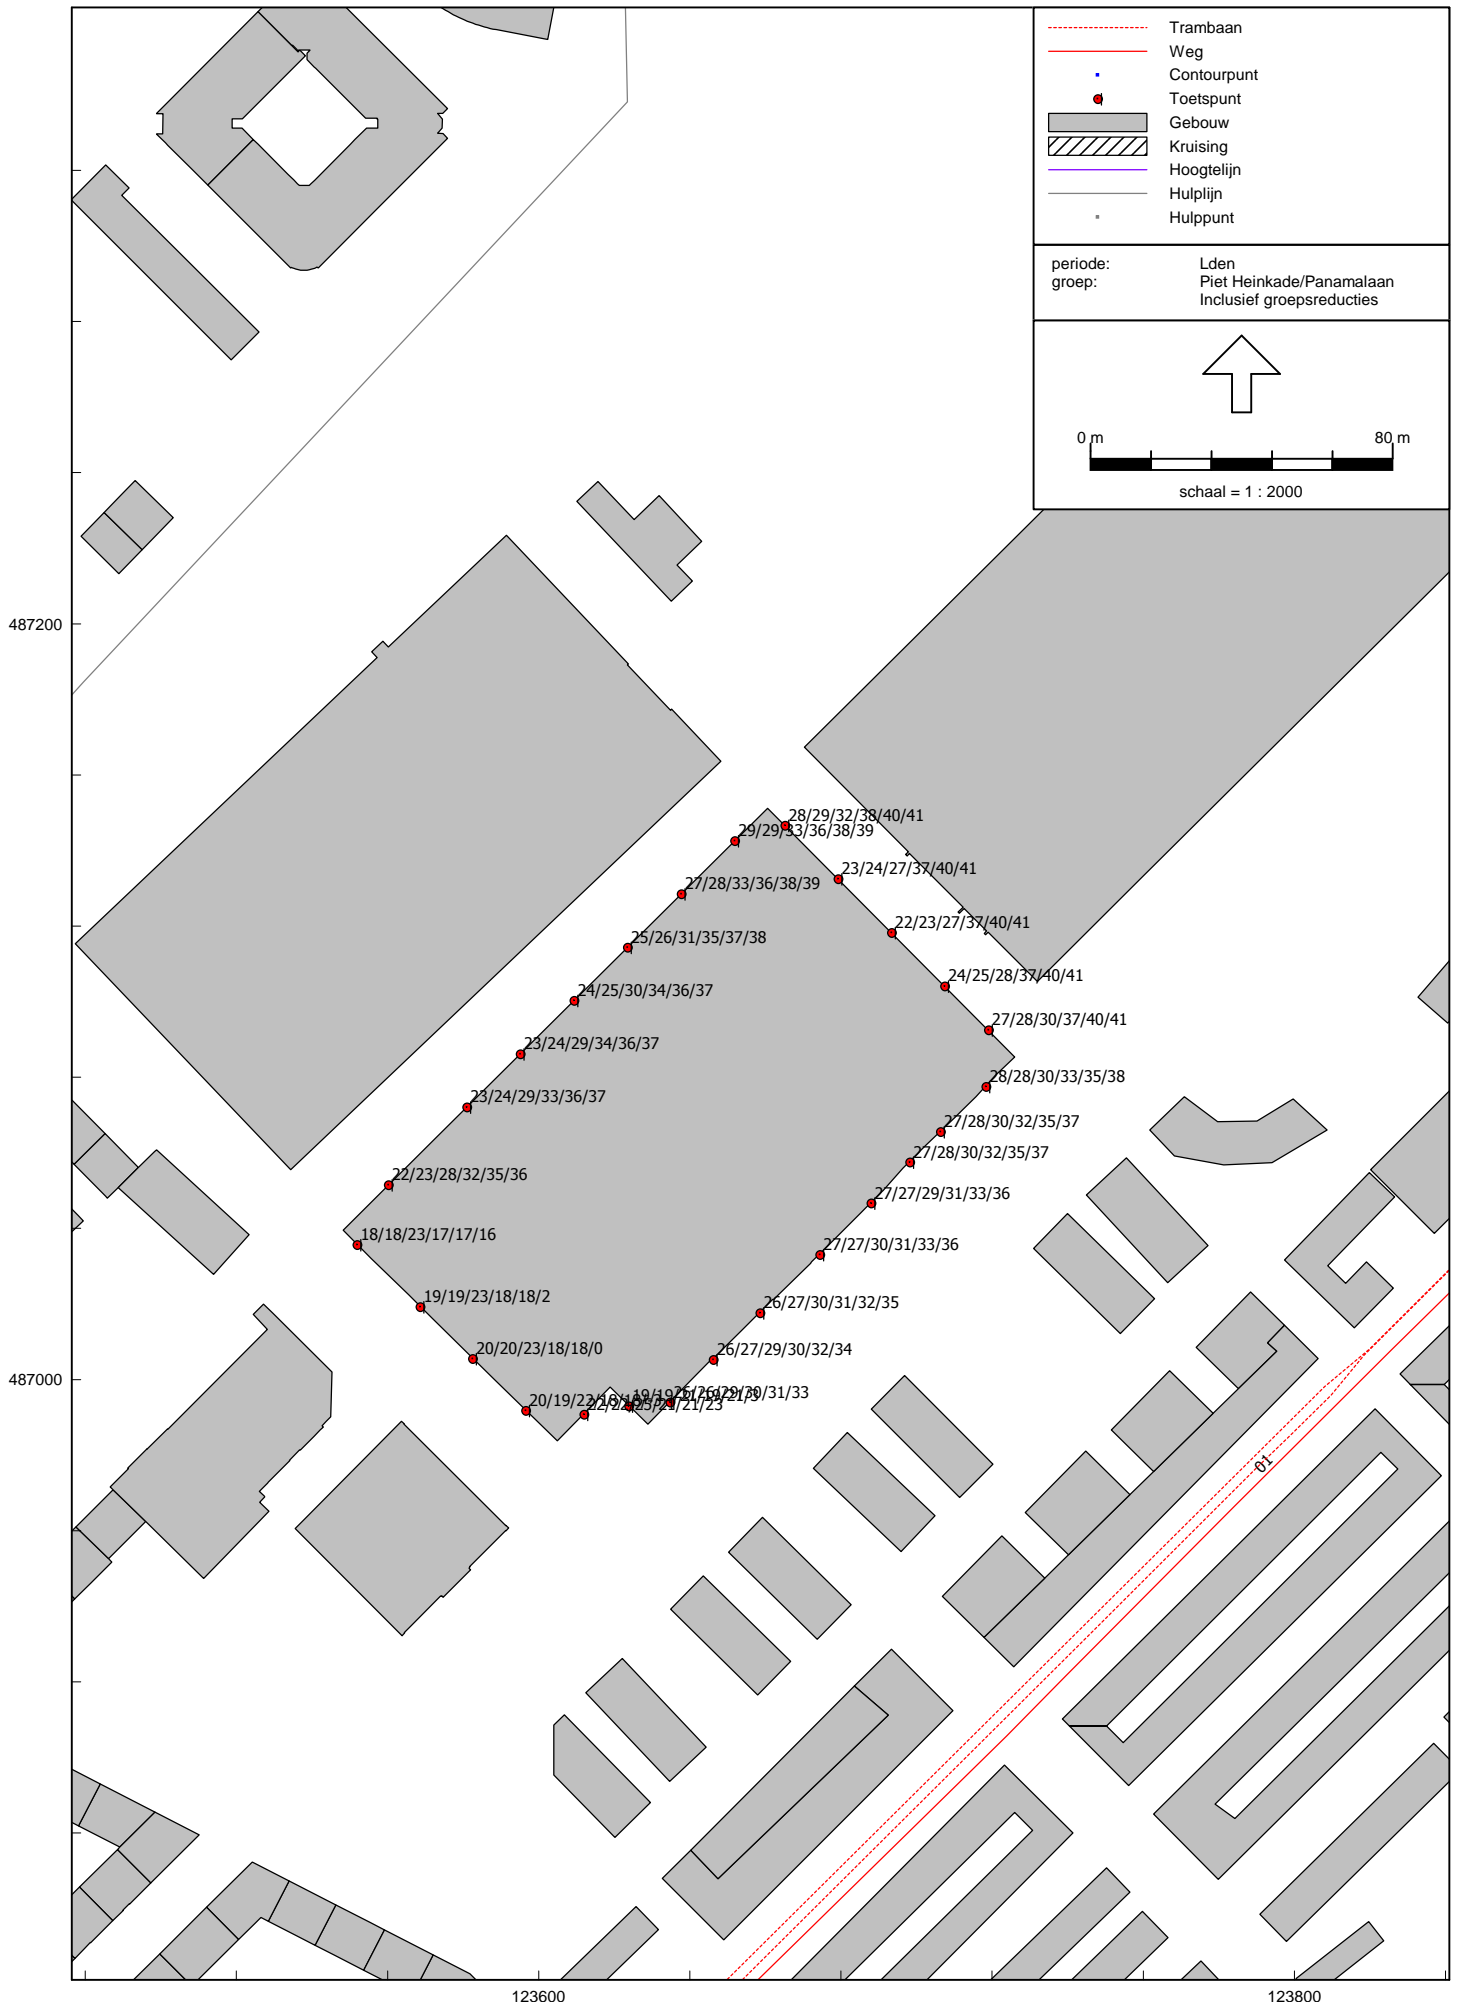 Trambaan
Weg
Contourpunt
Toetspunt
Gebouw
Kruising
Hoogtelijn
Hulplijn
Hulppunt
periode: Lden
groep: Piet Heinkade/Panamalaan
Inclusief groepsreducties
0 m 80 m
schaal = 1 : 2000
487200
28/29/32/38/40/41
29/29/33/36/38/39
23/24/27/37/40/41
27/28/33/36/38/39
22/23/27/37/40/41
25/26/31/35/37/38
24/25/28/37/40/41
24/25/30/34/36/37
27/28/30/37/40/41
23/24/29/34/36/37
28/28/30/33/35/38
23/24/29/33/36/37
27/28/30/32/35/37
27/28/30/32/35/37
22/23/28/32/35/36
27/27/29/31/33/36
18/18/23/17/17/16
27/27/30/31/33/36
19/19/23/18/18/2
26/27/30/31/32/35
20/20/23/18/18/0
26/27/29/30/32/34
487000
26/26/29/30/31/33
01
123600 123800